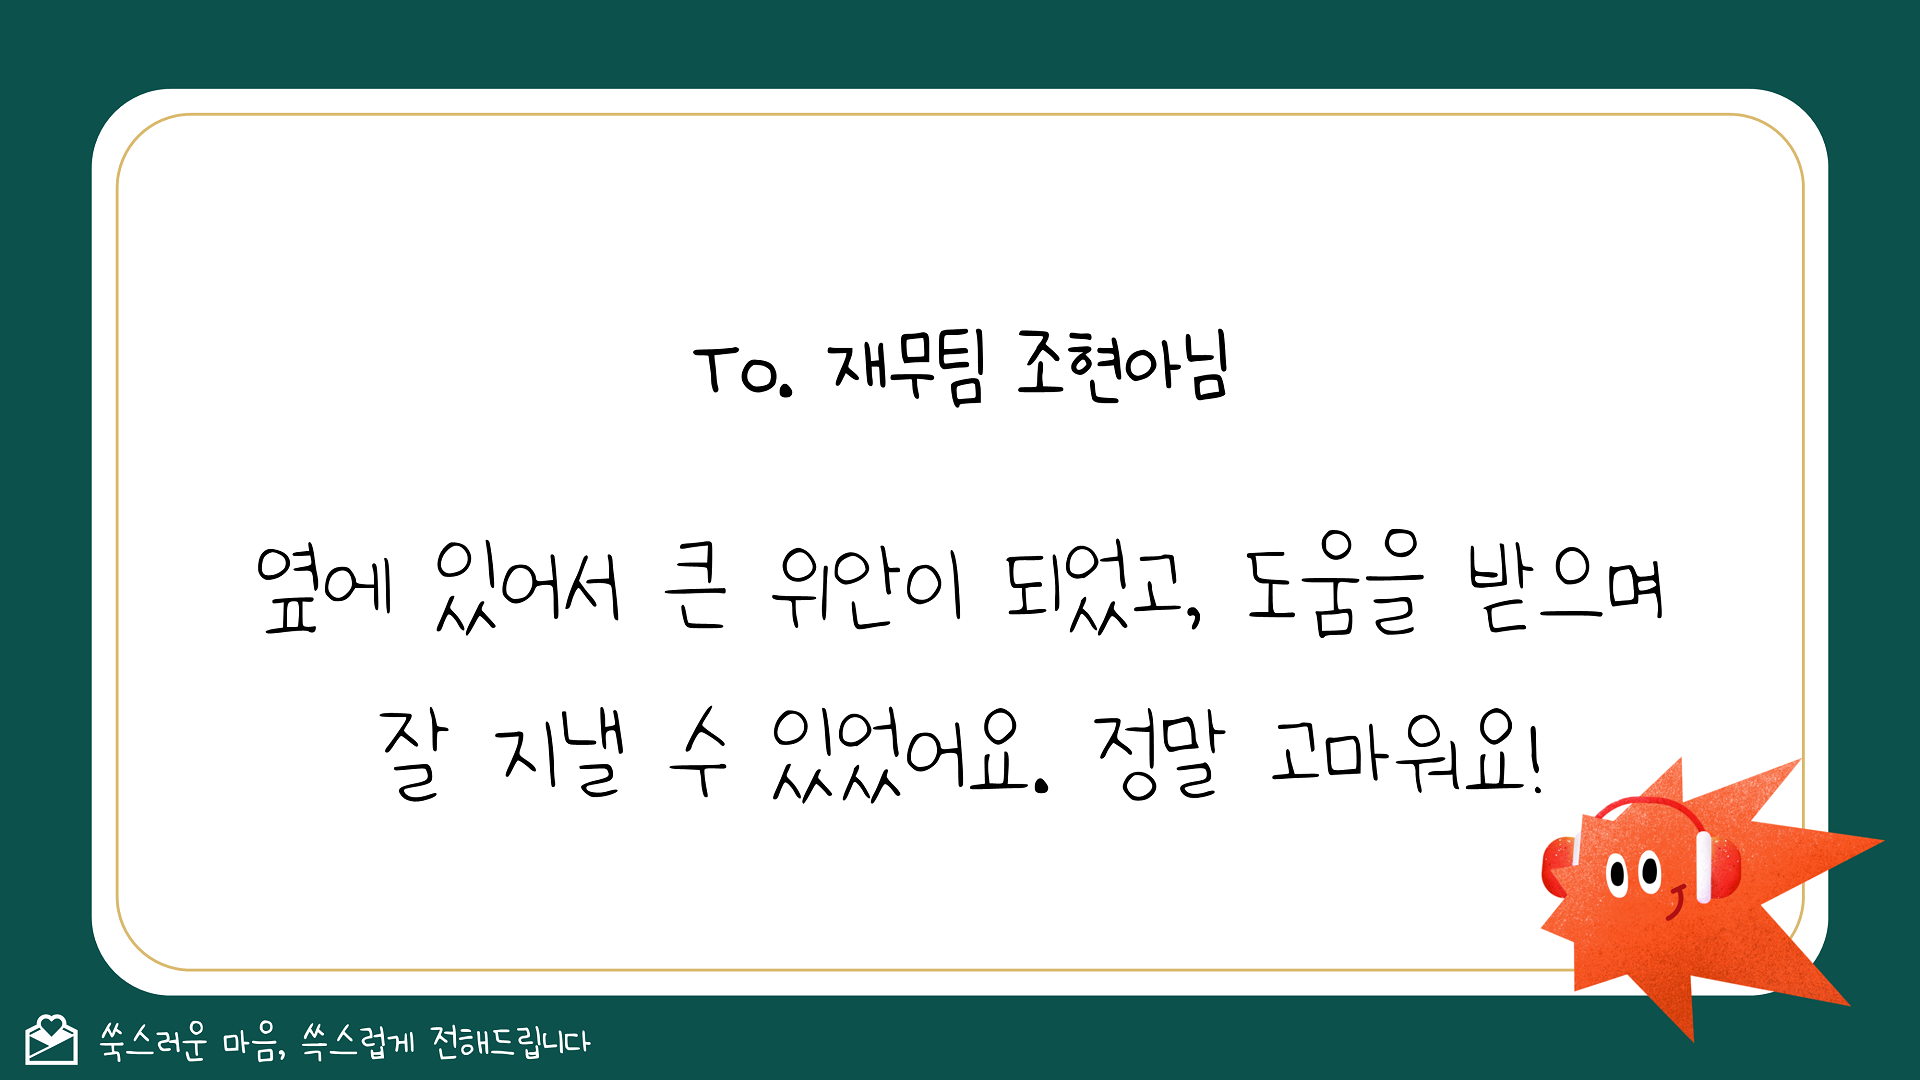 To. 재무팀 조현아님
옆에 있어서 큰 위안이 되었고, 도움을 받으며
잘 지낼 수 있었어요. 정말 고마워요!
쑥스러운 마음, 쓱스럽게 전해드립니다